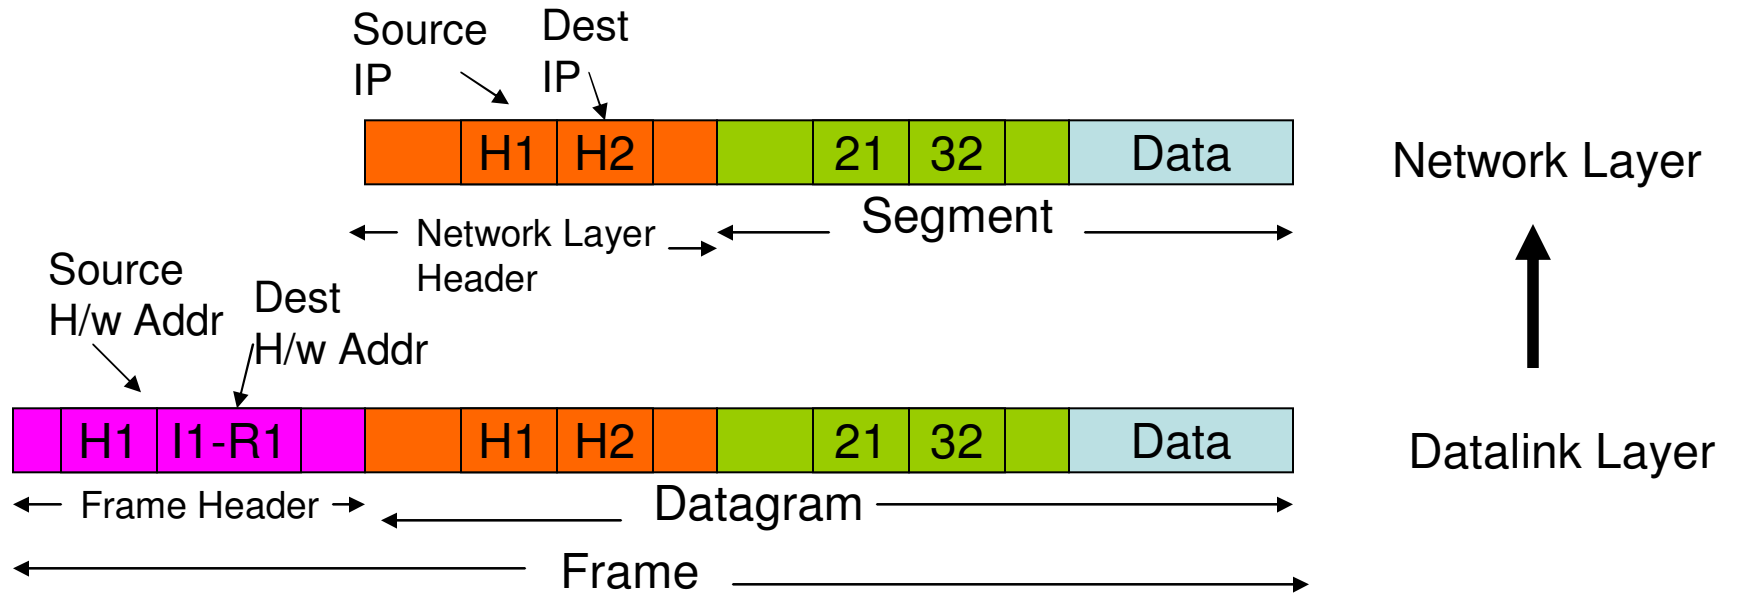 Source
IP
Dest
IP
H1 H2 21 32 Data
Network Layer
Network Layer
Header
Segment
Source
H/w Addr
Dest
H/w Addr
H1 I1-R1 H1 H2 21 32 Data
Datalink Layer
Frame Header
Datagram
Frame